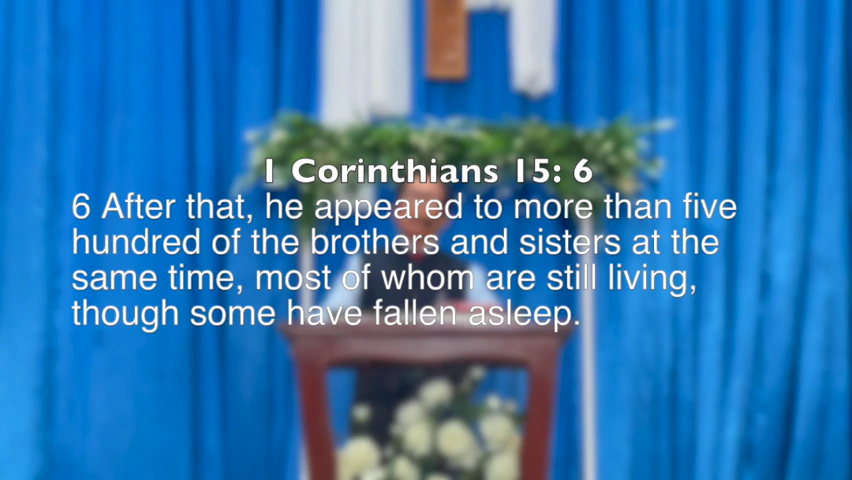 1 Corinthians 15: 6
6 After that, he appeared to more than five
hundred of the brothers and sisters at the
same time, most of whom are still living,
though some have fallen asleep.